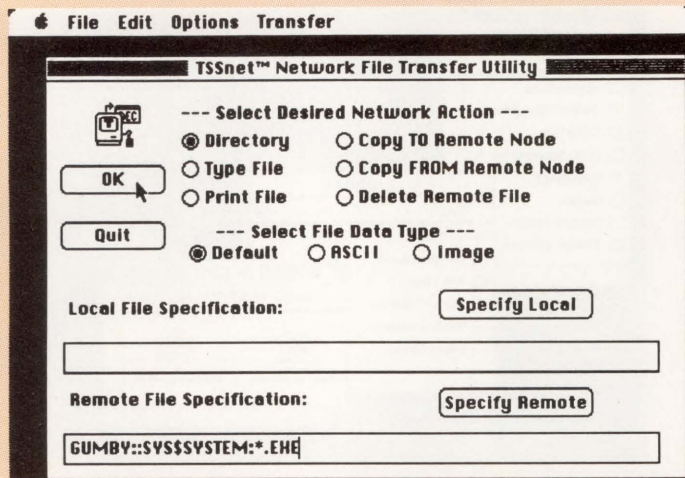 File Edit Options Transfer
TSSnet™ Network File Transfer Utility
--- Select Desired Network Action ---
Directory Copy TO Remote Node
OK Type File Copy FROM Remote Node
Print File Delete Remote File
Quit --- Select File Data Type ---
Default ASCII Image
Local File Specification: Specify Local
Remote File Specification: Specify Remote
GUMBY::SYS$SYSTEM:*.EXE